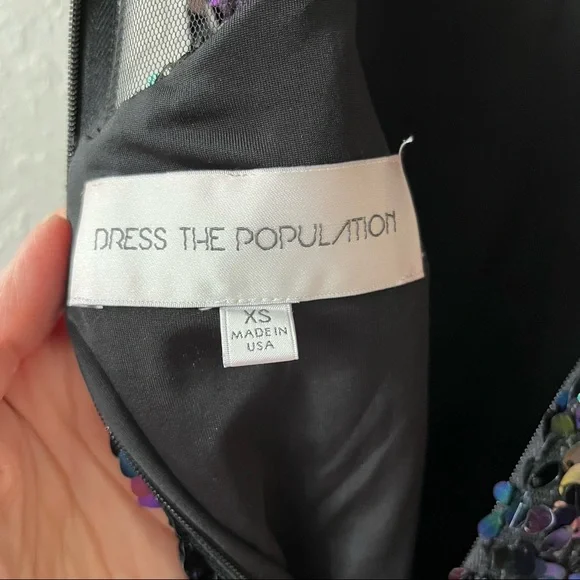 DRESS THE POPULATION
XS
MADE IN
USA